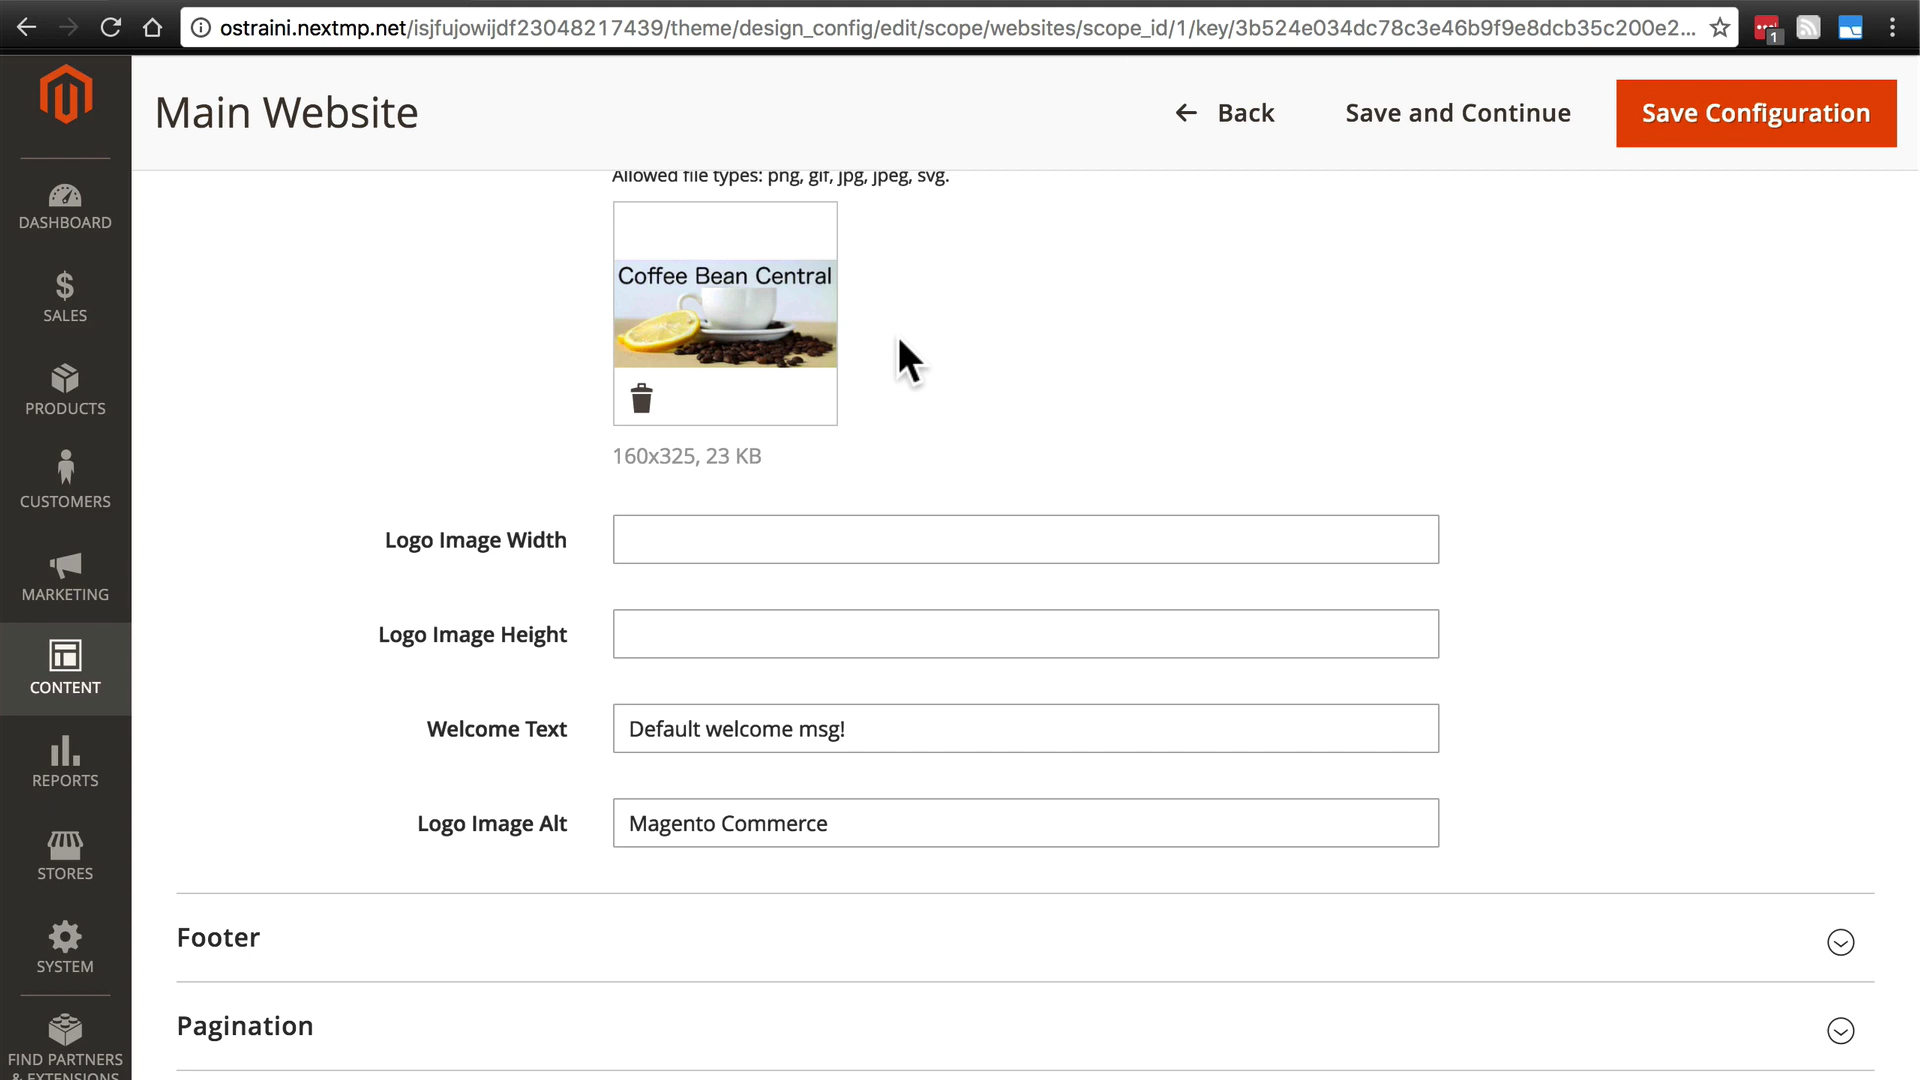 ostraini.nextmp.net/isjfujowijdf23048217439/theme/design_config/edit/scope/websites/scope_id/1/key/3b524e034dc78c3e46b9f9e8dcb35c200e2...
1
Main Website
Back
Save and Continue
Save Configuration
DASHBOARD
SALES
PRODUCTS
CUSTOMERS
MARKETING
CONTENT
REPORTS
STORES
SYSTEM
FIND PARTNERS
& EXTENSIONS
Allowed file types: png, gif, jpg, jpeg, svg.
Coffee Bean Central
160x325, 23 KB
Logo Image Width
Logo Image Height
Welcome Text
Default welcome msg!
Logo Image Alt
Magento Commerce
Footer
Pagination